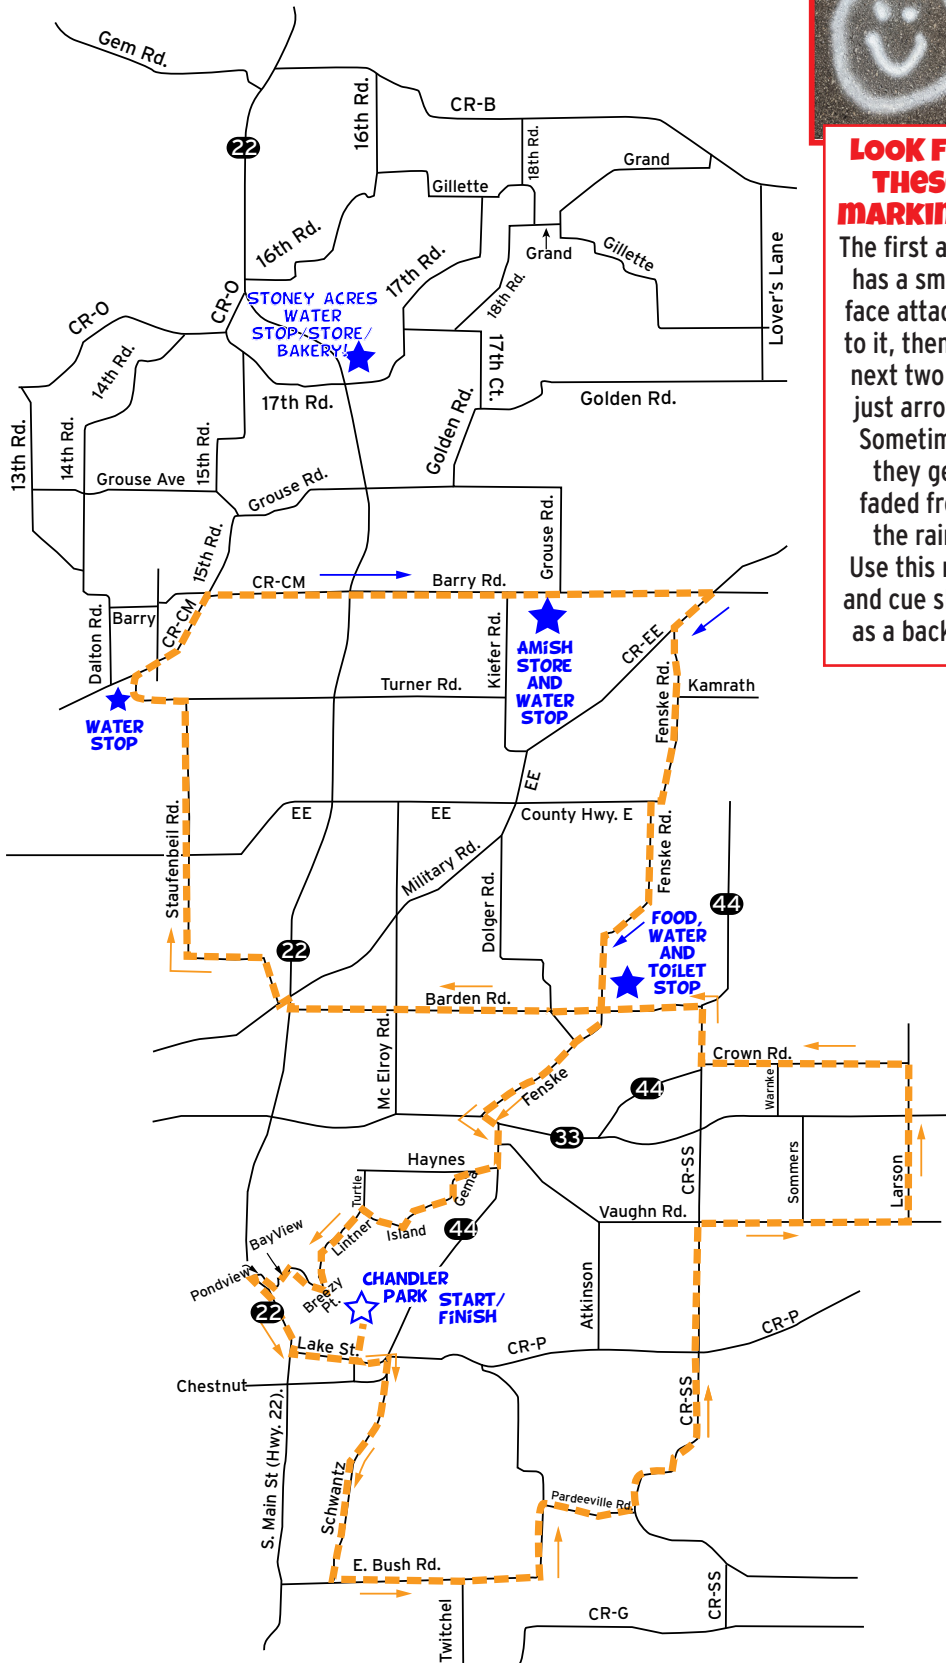 Gem Rd.
22
16th Rd.
CR-B
18th Rd.
Grand
Gillette
16th Rd.
17th Rd.
Grand
Gillette
18th Rd.
Lover's Lane
CR-O
CR-O
STONEY ACRES
WATER
STOP/STORE/
BAKERY!
14th Rd.
17th Rd.
17th Ct.
Golden Rd.
Golden Rd.
13th Rd.
14th Rd.
15th Rd.
Grouse Ave
Grouse Rd.
Grouse Rd.
15th Rd.
CR-CM
Barry Rd.
Dalton Rd.
Barry
CR-CM
Kiefer Rd.
AMISH
STORE
AND
WATER
STOP
CR-EE
Fenske Rd.
Kamrath
Turner Rd.
WATER
STOP
EE
EE
EE
County Hwy. E
Staufenbeil Rd.
Military Rd.
Dolger Rd.
Fenske Rd.
44
22
FOOD,
WATER
AND
TOILET
STOP
Barden Rd.
Mc Elroy Rd.
Crown Rd.
Warnke
Fenske
44
33
Haynes
Turtle
Gema
Lintner
Island
44
CR-SS
Sommers
Larson
Vaughn Rd.
BayView
Pondview
Breezy
Pt.
22
CHANDLER
PARK
START/
FINISH
Atkinson
Lake St.
CR-P
CR-P
Chestnut
S. Main St (Hwy. 22).
Schwantz
CR-SS
Pardeeville Rd.
E. Bush Rd.
Twitchel
CR-G
CR-SS
LOOK F
THESE
MARKIN
The first a
has a sm
face attac
to it, then
next two
just arro
Sometim
they ge
faded fro
the rain
Use this m
and cue s
as a back